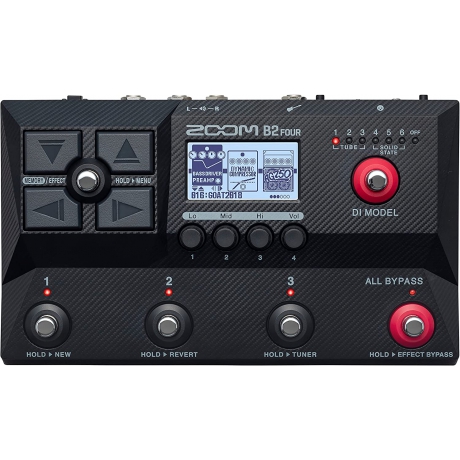 L R
ZOOM B2 FOUR
1 2 3 4 5 6 OFF
TUBE SOLID STATE
DI MODEL
MEMORY/EFFECT HOLD▶MENU
BASSDRIVER PREAMP
DYNAMIC COMPRESSOR
016:GOAT2018
Lo Mid Hi Vol
1 2 3 4
1 2 3 ALL BYPASS
HOLD▶NEW
HOLD▶REVERT
HOLD▶TUNER
HOLD▶EFFECT BYPASS